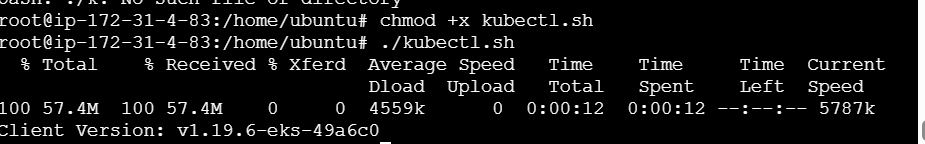 bash: ./k: No such file or directory
root@ip-172-31-4-83:/home/ubuntu# chmod +x kubectl.sh
root@ip-172-31-4-83:/home/ubuntu# ./kubectl.sh
% Total % Received % Xferd Average Speed Time Time Time Current
Dload Upload Total Spent Left Speed
100 57.4M 100 57.4M 0 0 4559k 0 0:00:12 0:00:12 --:--:-- 5787k
Client Version: v1.19.6-eks-49a6c0